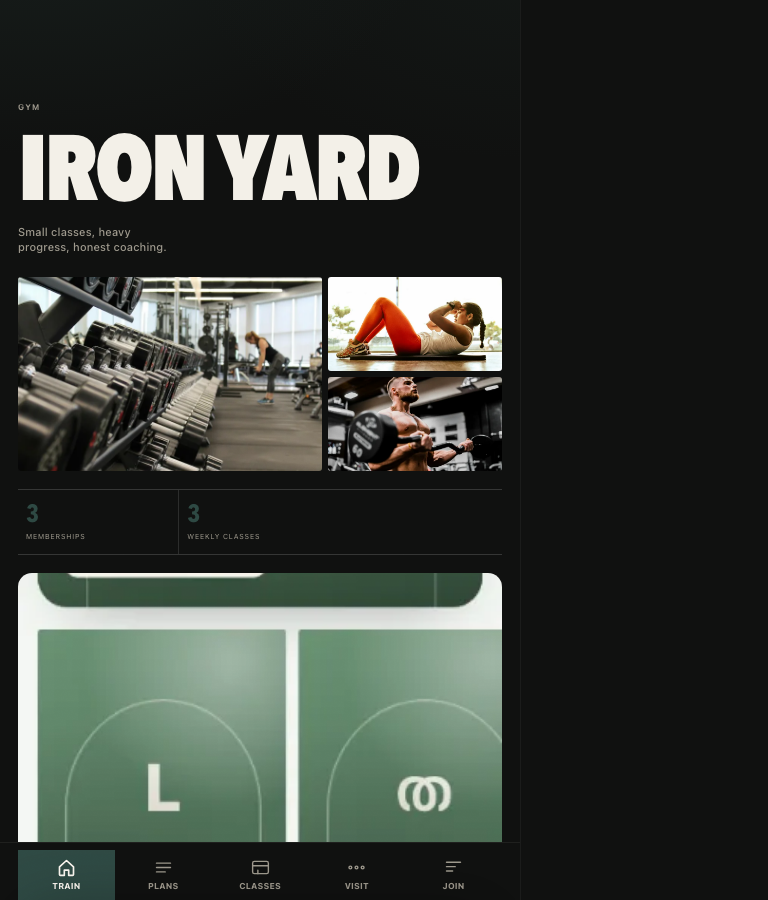 GYM
IRON YARD
Small classes, heavy
progress, honest coaching.
3
MEMBERSHIPS
3
WEEKLY CLASSES
L
TRAIN
PLANS
CLASSES
VISIT
JOIN